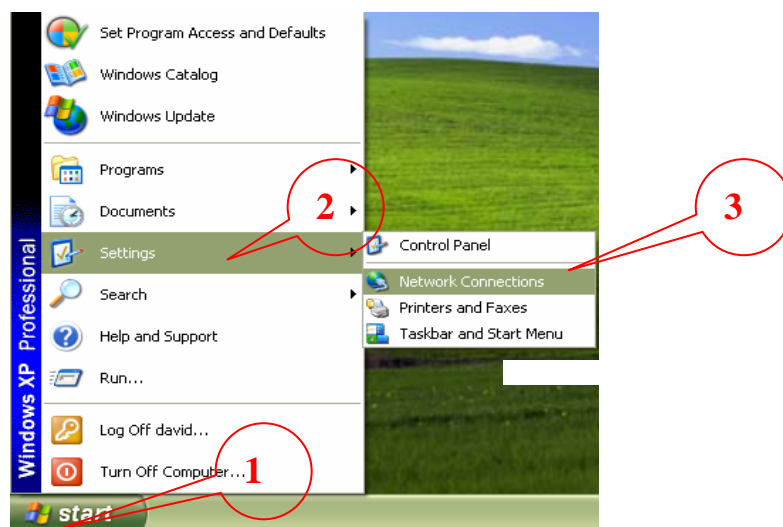 Set Program Access and Defaults
Windows Catalog
Windows Update
Programs
Documents
2
3
Settings
Control Panel
Network Connections
Printers and Faxes
Taskbar and Start Menu
Search
Help and Support
Run...
Log Off david...
Turn Off Computer...
1
Windows XP Professional
start